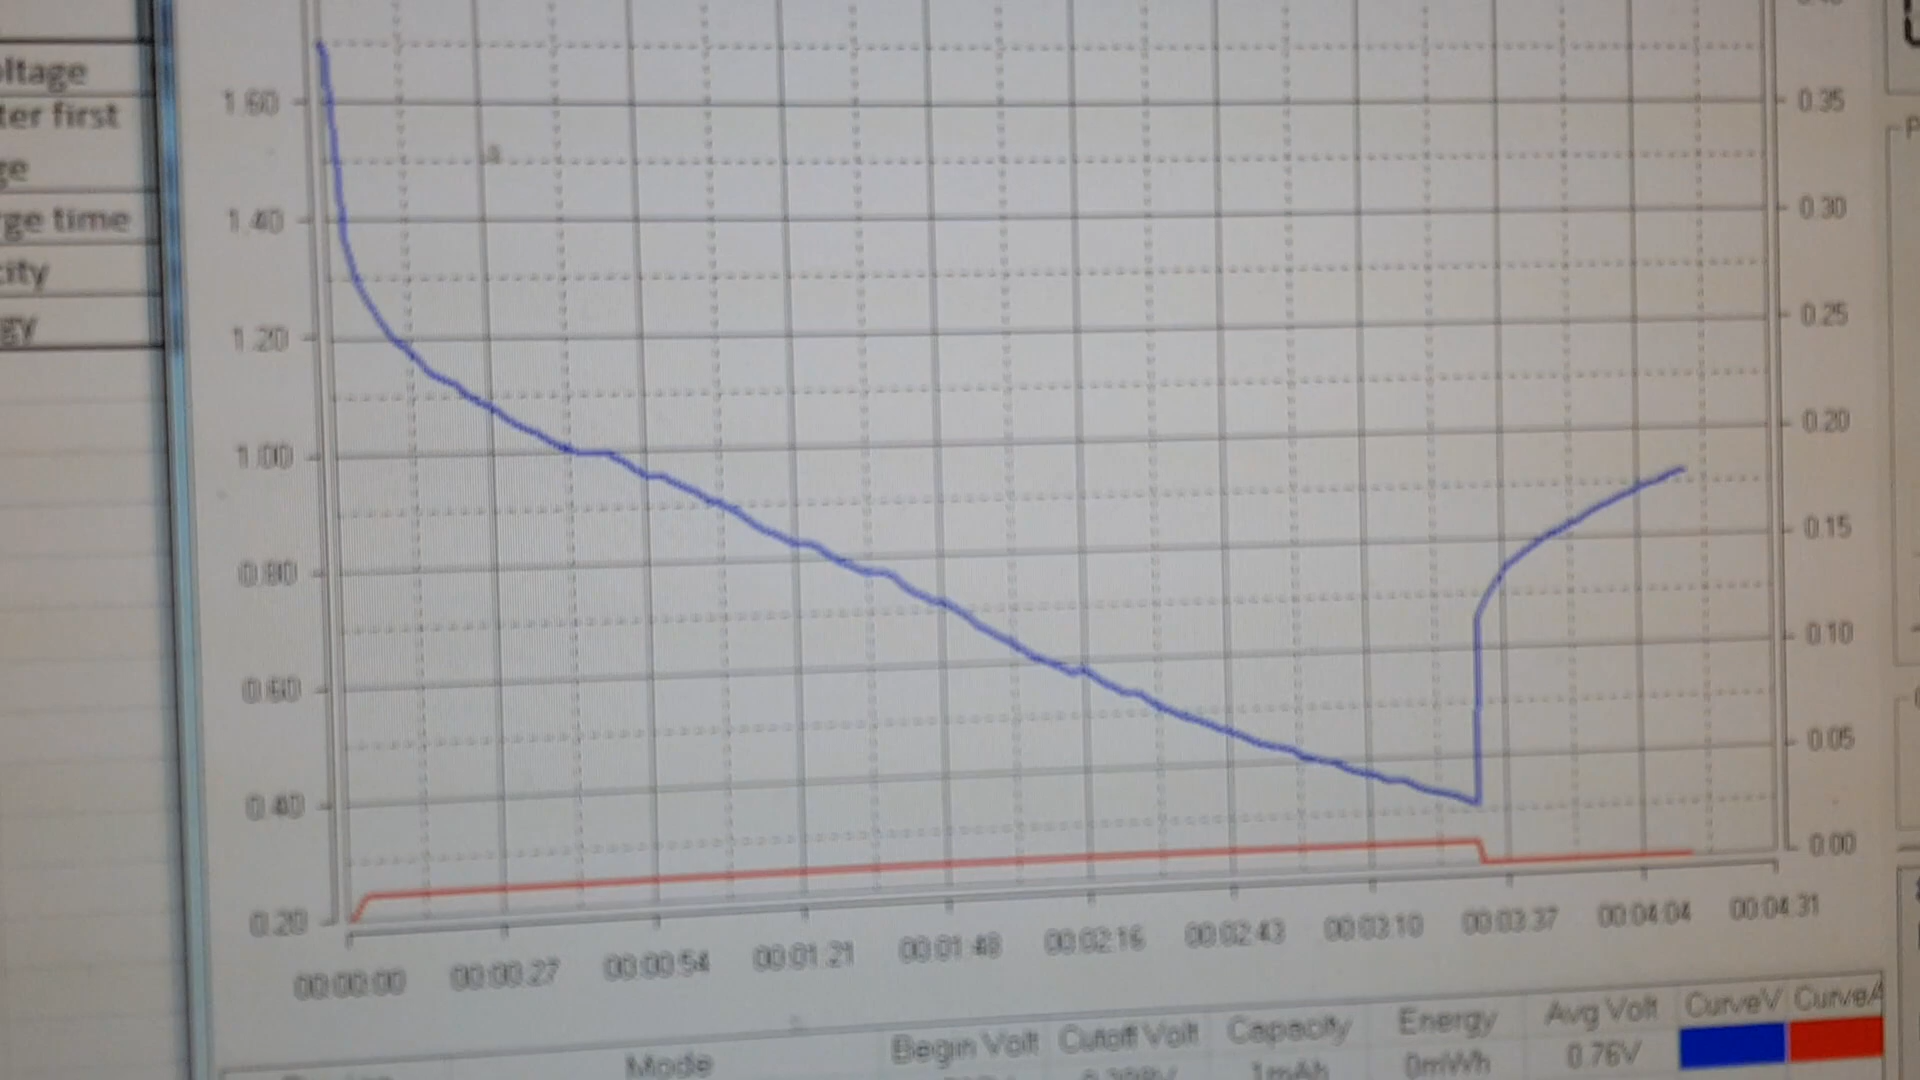 oltage
ter first
ge
rge time
city
gy
1.60
1.40
1.20
1.00
0.80
0.60
0.40
0.20
0.35
0.30
0.25
0.20
0.15
0.10
0.05
0.00
00:00:00 00:00:27 00:00:54 00:01:21 00:01:48 00:02:16 00:02:43 00:03:10 00:03:37 00:04:04 00:04:31
Mode Begin Volt Cutoff Volt Capacity Energy Avg Volt CurveV CurveA
1mAh 0mWh 0.76V